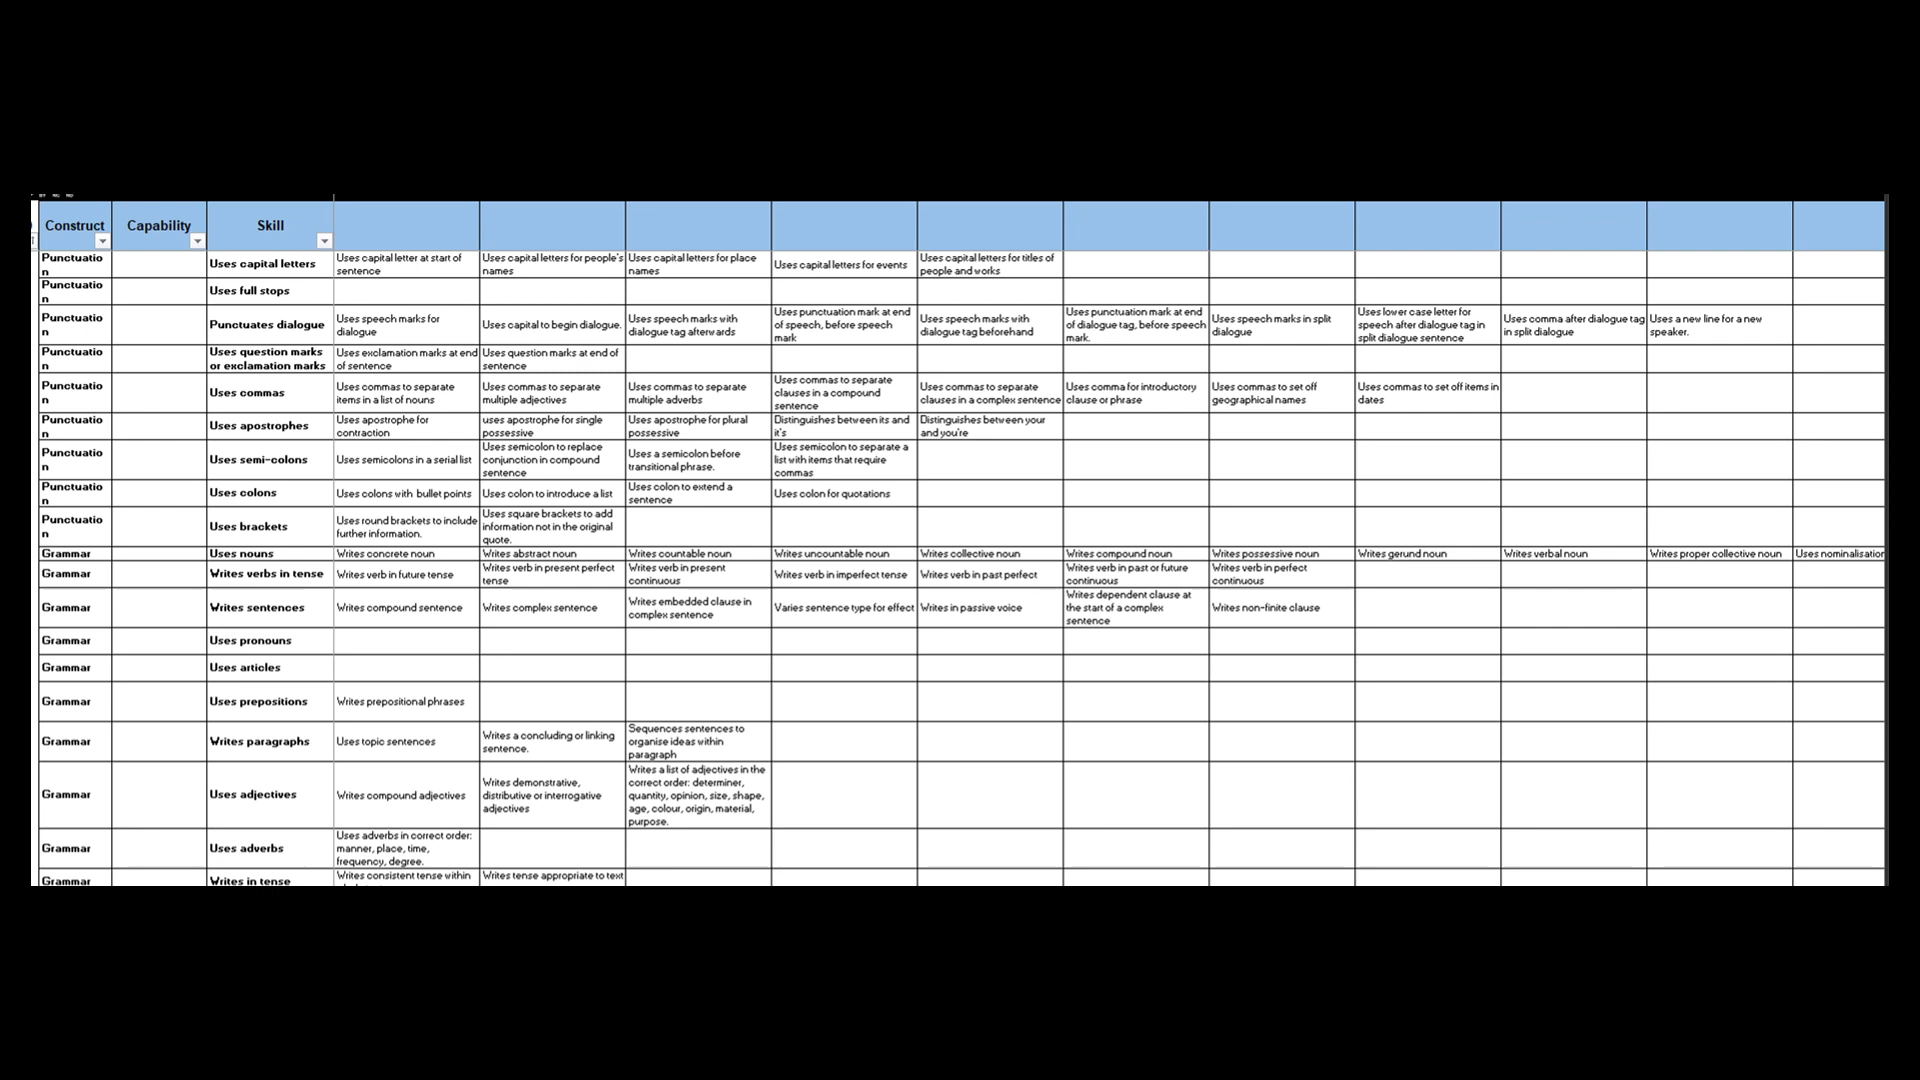 Construct Capability Skill
Punctuatio
n
Uses capital letters
Uses capital letter at start of
sentence
Uses capital letters for people's
names
Uses capital letters for place
names
Uses capital letters for events
Uses capital letters for titles of
people and works
Punctuatio
n
Uses full stops
Punctuatio
n
Punctuates dialogue
Uses speech marks for
dialogue
Uses capital to begin dialogue.
Uses speech marks with
dialogue tag afterwards
Uses punctuation mark at end
of speech, before speech
mark
Uses speech marks with
dialogue tag beforehand
Uses punctuation mark at end
of dialogue tag, before speech
mark.
Uses speech marks in split
dialogue
Uses lower case letter for
speech after dialogue tag in
split dialogue sentence
Uses comma after dialogue tag
in split dialogue
Uses a new line for a new
speaker.
Punctuatio
n
Uses question marks
or exclamation marks
Uses exclamation marks at end
of sentence
Uses question marks at end of
sentence
Punctuatio
n
Uses commas
Uses commas to separate
items in a list of nouns
Uses commas to separate
multiple adjectives
Uses commas to separate
multiple adverbs
Uses commas to separate
clauses in a compound
sentence
Uses commas to separate
clauses in a complex sentence
Uses comma for introductory
clause or phrase
Uses commas to set off
geographical names
Uses commas to set off items in
dates
Punctuatio
n
Uses apostrophes
Uses apostrophe for
contraction
uses apostrophe for single
possessive
Uses apostrophe for plural
possessive
Distinguishes between its and
it's
Distinguishes between your
and you're
Punctuatio
n
Uses semi-colons
Uses semicolons in a serial list
Uses semicolon to replace
conjunction in compound
sentence
Uses a semicolon before
transitional phrase.
Uses semicolon to separate a
list with items that require
commas
Punctuatio
n
Uses colons
Uses colons with bullet points
Uses colon to introduce a list
Uses colon to extend a
sentence
Uses colon for quotations
Punctuatio
n
Uses brackets
Uses round brackets to include
further information.
Uses square brackets to add
information not in the original
quote.
Grammar
Uses nouns
Writes concrete noun
Writes abstract noun
Writes countable noun
Writes uncountable noun
Writes collective noun
Writes compound noun
Writes possessive noun
Writes gerund noun
Writes verbal noun
Writes proper collective noun
Uses nominalisation
Grammar
Writes verbs in tense
Writes verb in future tense
Writes verb in present perfect
tense
Writes verb in present
continuous
Writes verb in imperfect tense
Writes verb in past perfect
Writes verb in past or future
continuous
Writes verb in perfect
continuous
Grammar
Writes sentences
Writes compound sentence
Writes complex sentence
Writes embedded clause in
complex sentence
Varies sentence type for effect
Writes in passive voice
Writes dependent clause at
the start of a complex
sentence
Writes non-finite clause
Grammar
Uses pronouns
Grammar
Uses articles
Grammar
Uses prepositions
Writes prepositional phrases
Grammar
Writes paragraphs
Uses topic sentences
Writes a concluding or linking
sentence.
Sequences sentences to
organise ideas within
paragraph
Grammar
Uses adjectives
Writes compound adjectives
Writes demonstrative,
distributive or interrogative
adjectives
Writes a list of adjectives in the
correct order: determiner,
quantity, opinion, size, shape,
age, colour, origin, material,
purpose.
Grammar
Uses adverbs
Uses adverbs in correct order:
manner, place, time,
frequency, degree.
Grammar
Writes in tense
Writes consistent tense within
Writes tense appropriate to text